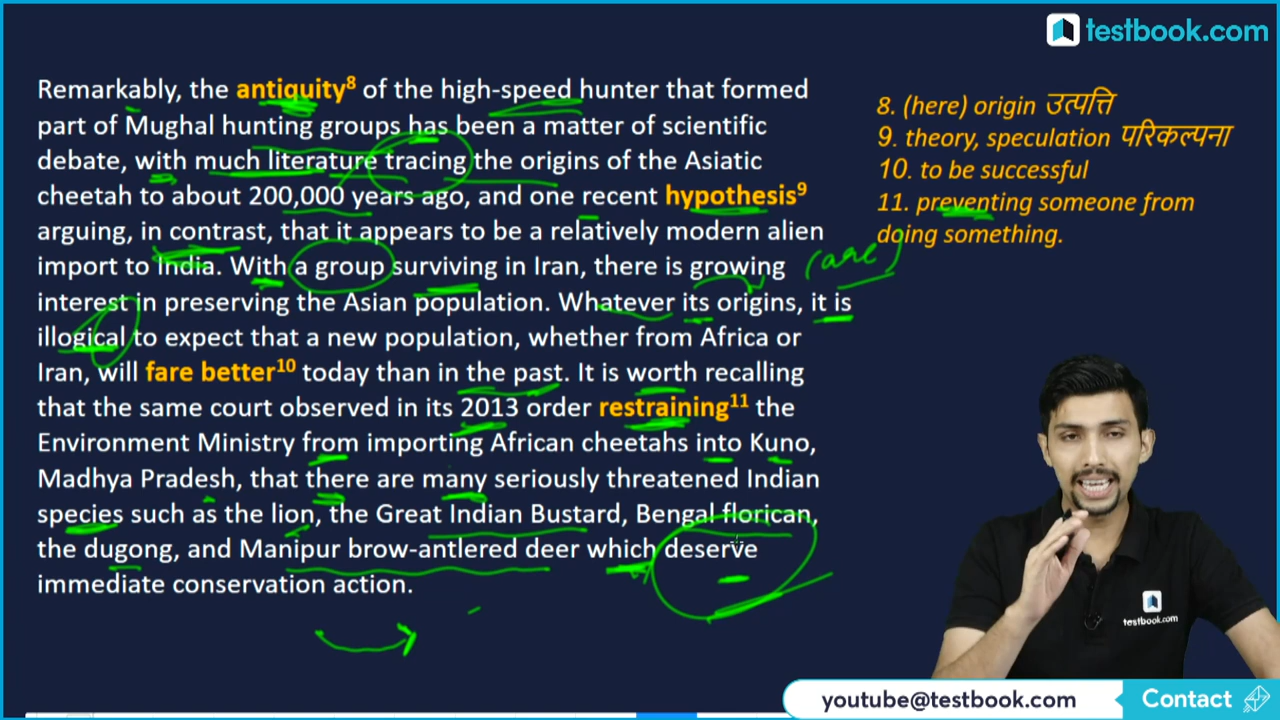 testbook.com
Remarkably, the antiquity⁸ of the high-speed hunter that formed
part of Mughal hunting groups has been a matter of scientific
debate, with much literature tracing the origins of the Asiatic
cheetah to about 200,000 years ago, and one recent hypothesis⁹
arguing, in contrast, that it appears to be a relatively modern alien
import to India. With a group surviving in Iran, there is growing
interest in preserving the Asian population. Whatever its origins, it is
illogical to expect that a new population, whether from Africa or
Iran, will fare better¹⁰ today than in the past. It is worth recalling
that the same court observed in its 2013 order restraining¹¹ the
Environment Ministry from importing African cheetahs into Kuno,
Madhya Pradesh, that there are many seriously threatened Indian
species such as the lion, the Great Indian Bustard, Bengal florican,
the dugong, and Manipur brow-antlered deer which deserve
immediate conservation action.
(are)
8. (here) origin उत्पत्ति
9. theory, speculation परिकल्पना
10. to be successful
11. preventing someone from
doing something.
testbook.com
youtube@testbook.com
Contact